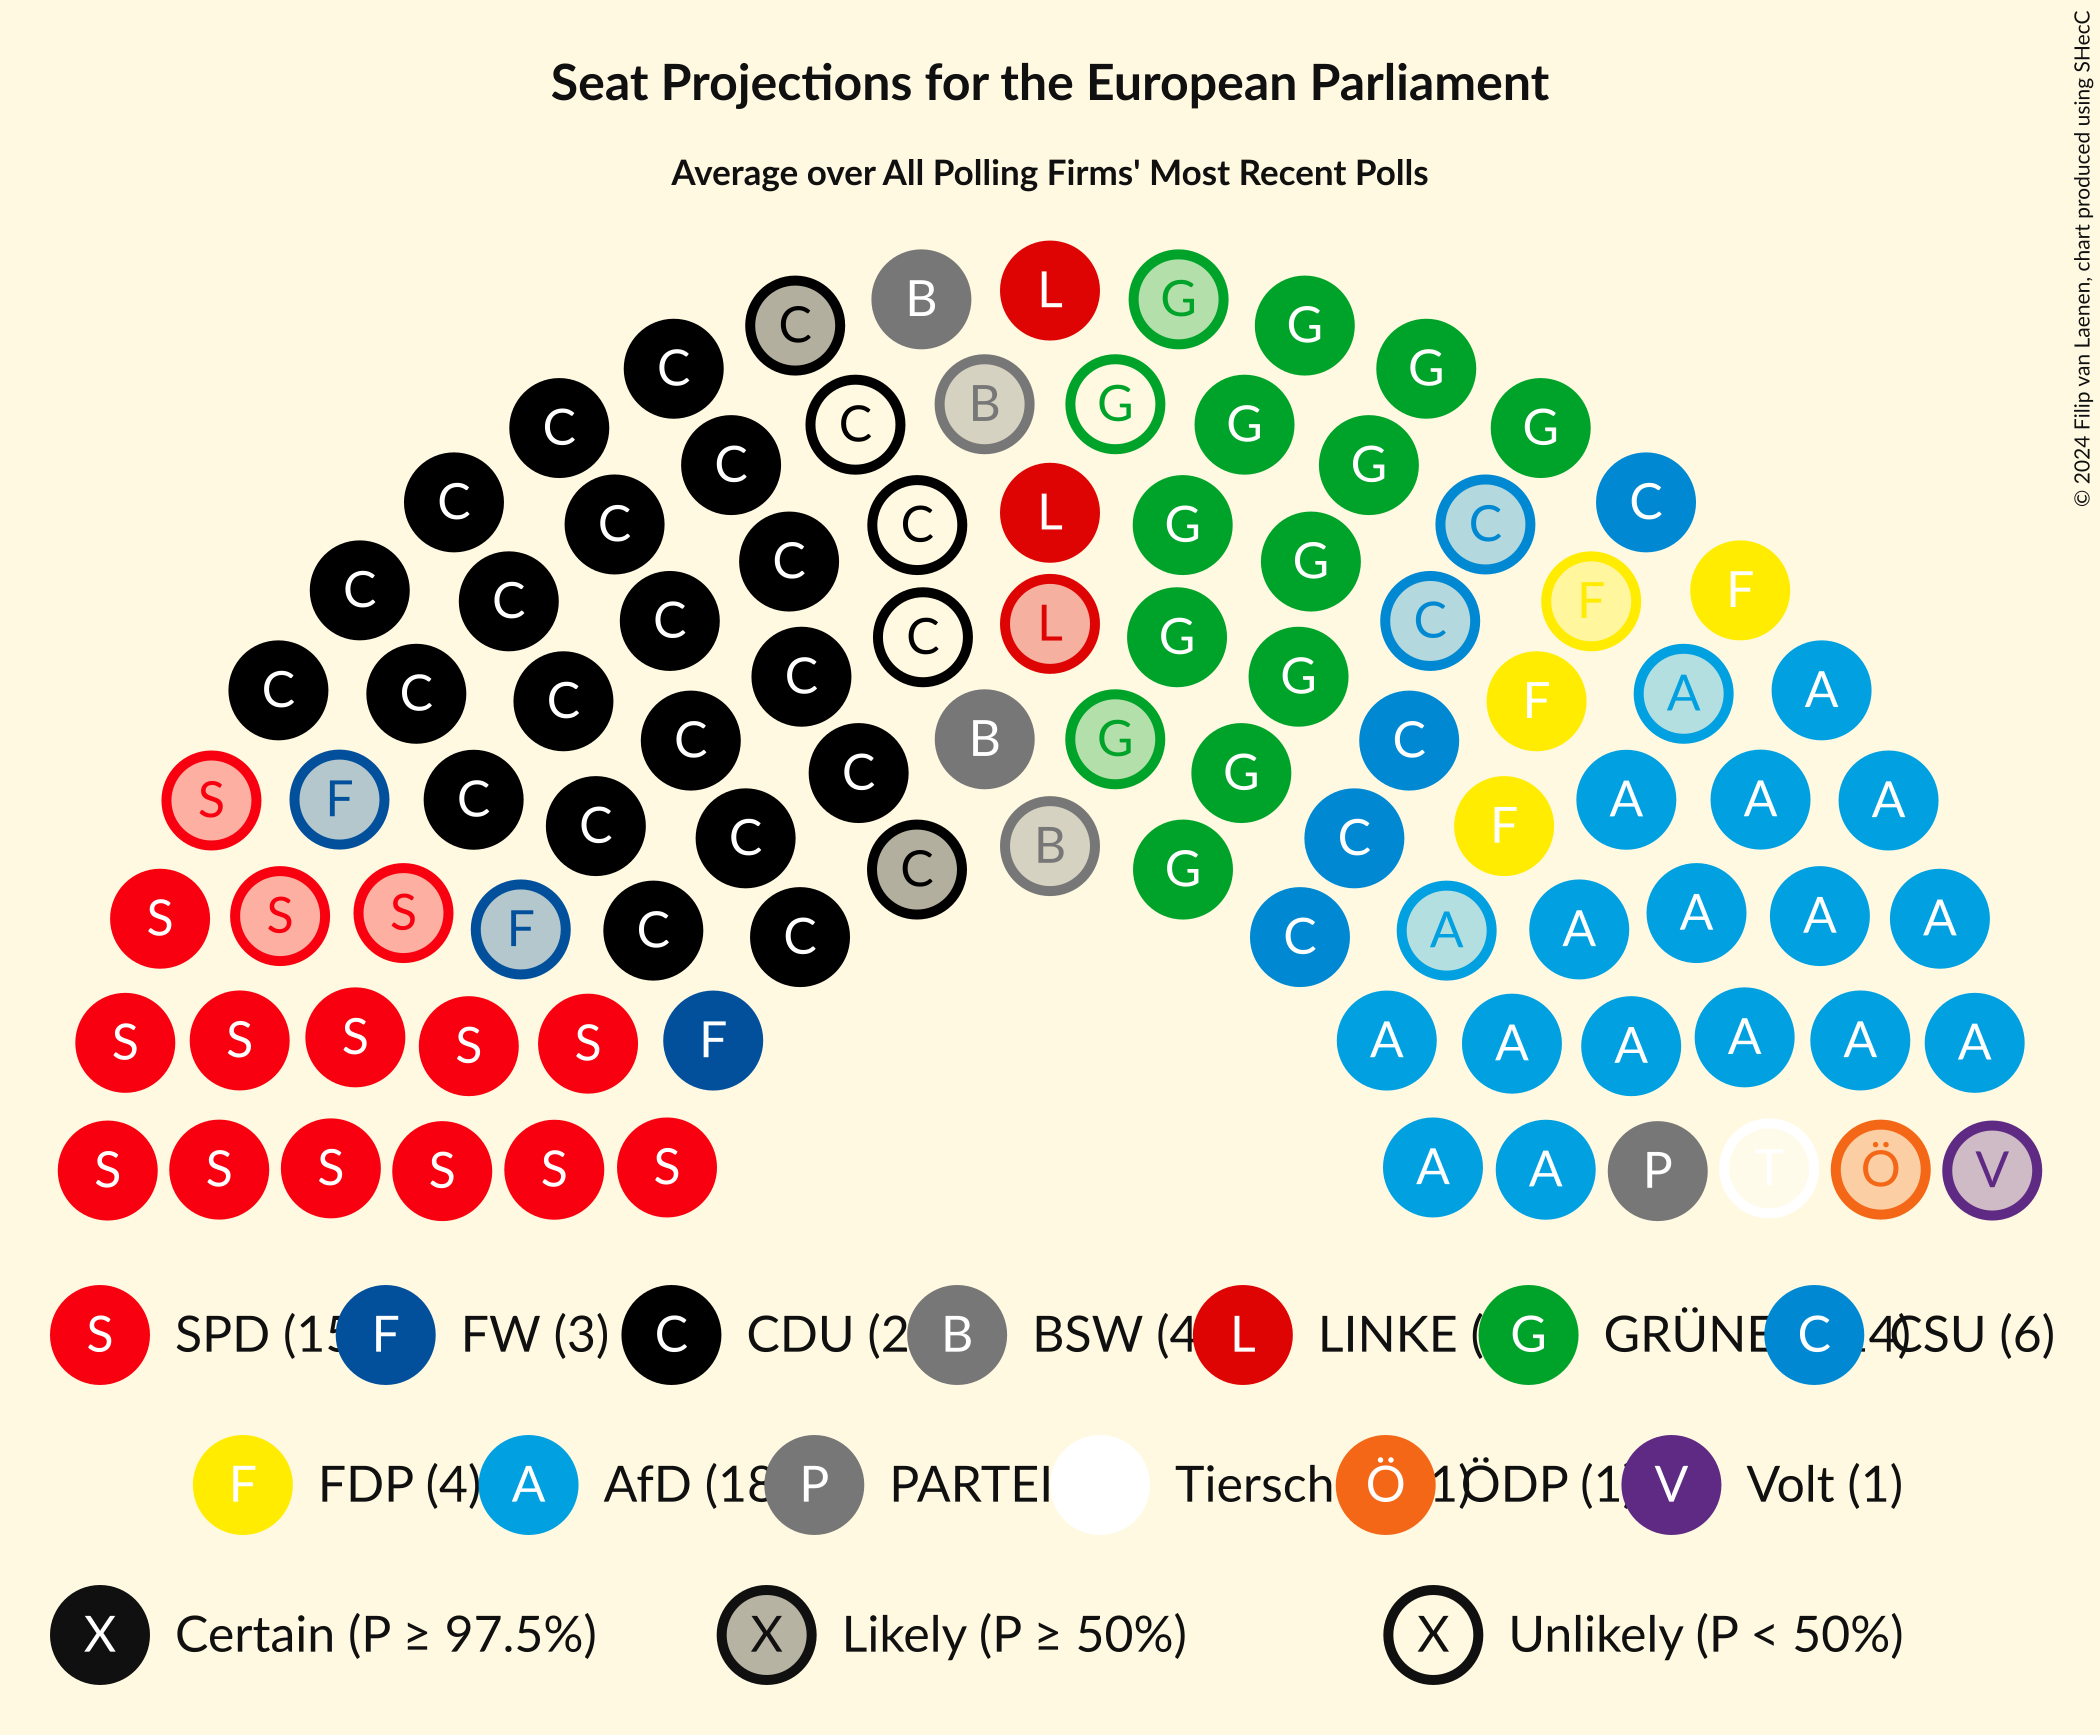 © 2024 Filip van Laenen, chart produced using SHecC
Seat Projections for the European Parliament
Average over All Polling Firms' Most Recent Polls
B L G
C G
C G
B G
C C G G
C G
C C
C C L G C
C G
C C F F
C L C
C G
C G
C C C F A A
C B G C
C G
S F C A A A
C C C F
B
C G
S S S F C C C A A A A A
S S S S S F A A A A A A
S S S S S S A A P T Ö V
S SPD (15 F FW (3) C CDU (2 B BSW (4 L LINKE ( G GRÜNE C 4) CSU (6)
F FDP (4) A AfD (18 P PARTEI Tiersch Ö 1) ÖDP (1) V Volt (1)
X Certain (P ≥ 97.5%) X Likely (P ≥ 50%) X Unlikely (P < 50%)